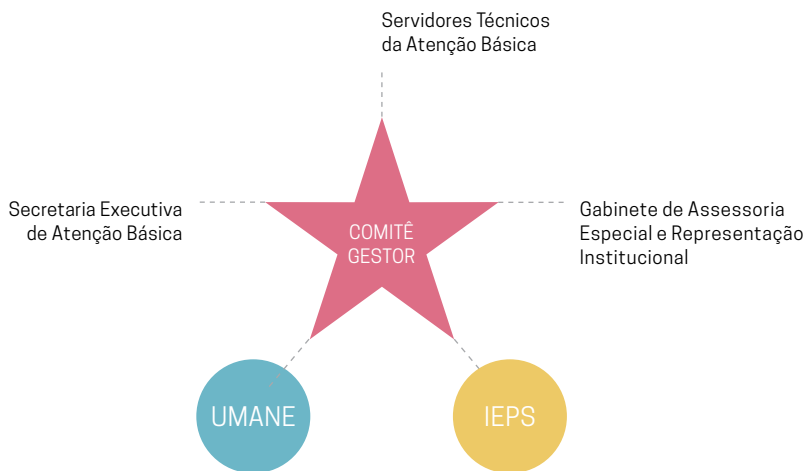 Servidores Técnicos
da Atenção Básica
Secretaria Executiva
de Atenção Básica
COMITÊ
GESTOR
Gabinete de Assessoria
Especial e Representação
Institucional
UMANE
IEPS